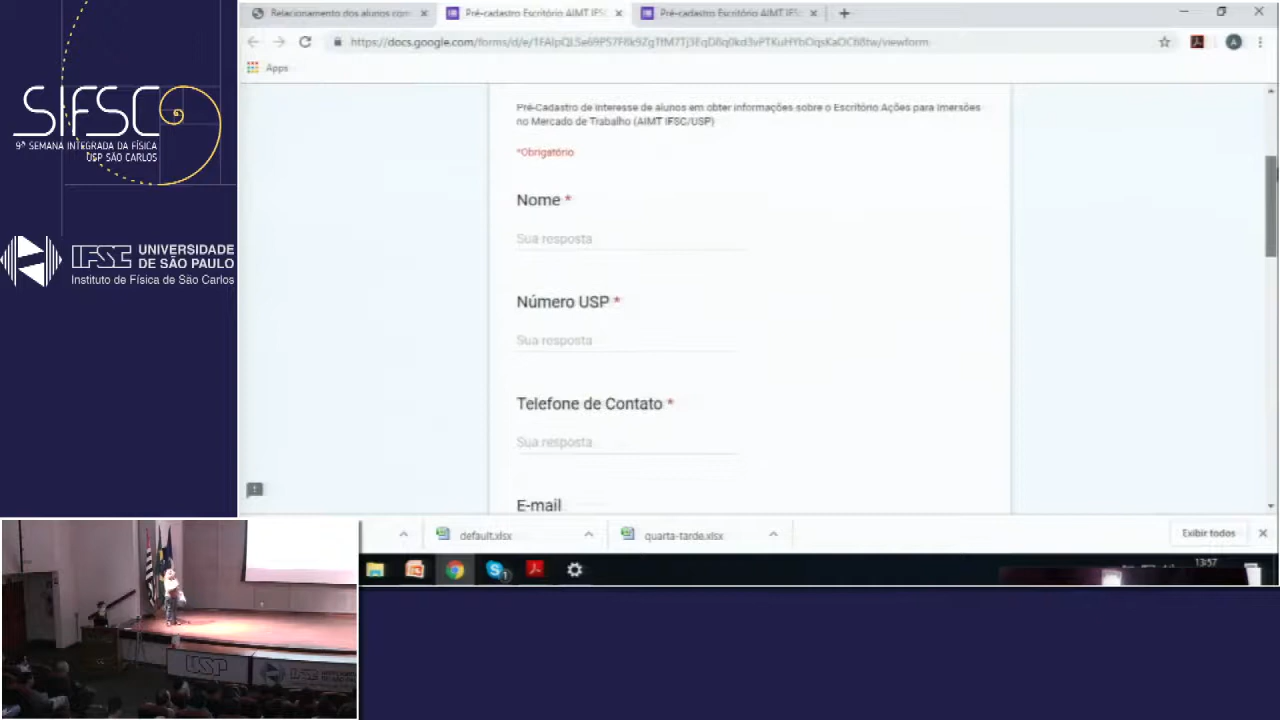 SIFSC
9ª SEMANA INTEGRADA DA FÍSICA
USP SÃO CARLOS
IFSC
UNIVERSIDADE
DE SÃO PAULO
Instituto de Física de São Carlos
Relacionamento dos alunos com
Pré-cadastro Escritório AIMT IFSC
Pré-cadastro Escritório AIMT IFSC
Apps
Pré-Cadastro de Interesse de alunos em obter informações sobre o Escritório Ações para Imersões
no Mercado de Trabalho (AIMT IFSC/USP)
*Obrigatório
Nome *
Sua resposta
Número USP *
Sua resposta
Telefone de Contato *
Sua resposta
E-mail
default.xlsx
quarta-tarde.xlsx
Exibir todos
13:57
USP